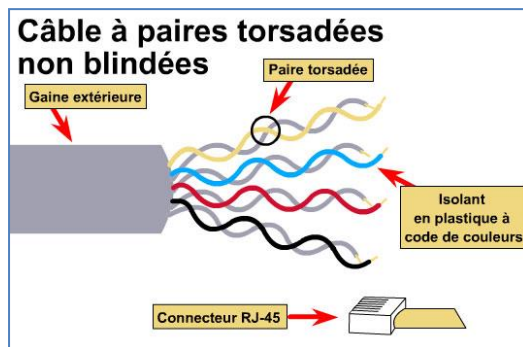 Câble à paires torsadées
non blindées
Paire torsadée
Gaine extérieure
Isolant
en plastique à
code de couleurs
Connecteur RJ-45